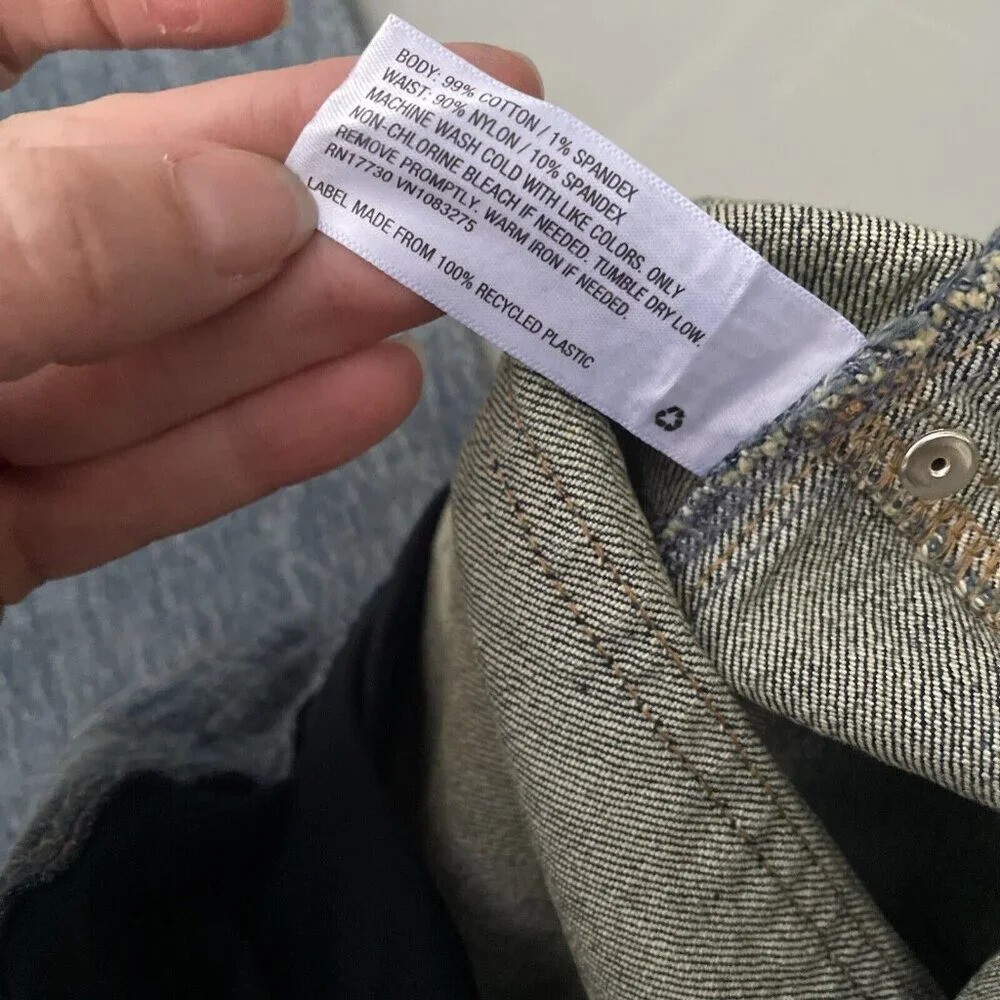 BODY: 99% COTTON / 1% SPANDEX
WAIST: 90% NYLON / 10% SPANDEX
MACHINE WASH COLD WITH LIKE COLORS. ONLY
NON-CHLORINE BLEACH IF NEEDED. TUMBLE DRY LOW.
REMOVE PROMPTLY. WARM IRON IF NEEDED.
RN17730 VN1083275
LABEL MADE FROM 100% RECYCLED PLASTIC